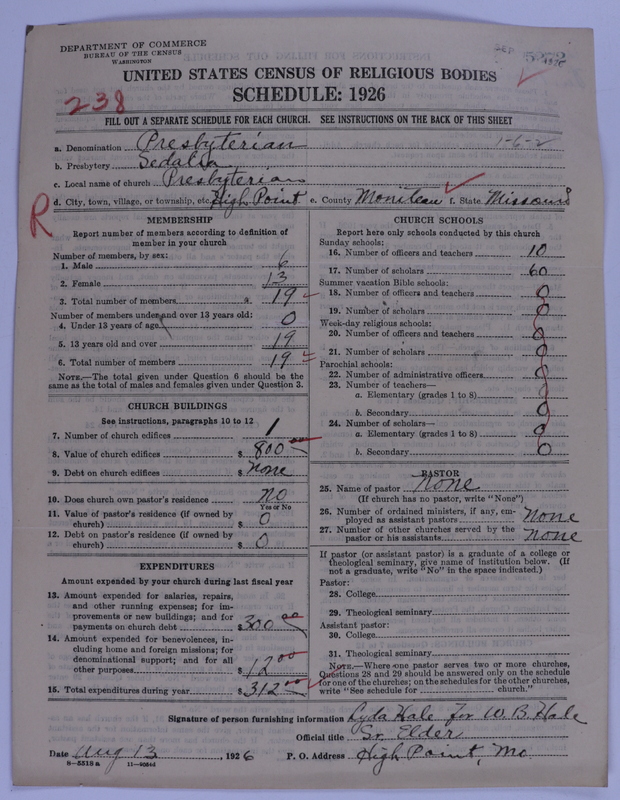 DEPARTMENT OF COMMERCE
BUREAU OF THE CENSUS
WASHINGTON
SEP 1926
UNITED STATES CENSUS OF RELIGIOUS BODIES
SCHEDULE: 1926
238
FILL OUT A SEPARATE SCHEDULE FOR EACH CHURCH. SEE INSTRUCTIONS ON THE BACK OF THIS SHEET
a. Denomination Presbyterian 1-6-2
b. Presbytery Sedalia
c. Local name of church Presbyterian
d. City, town, village, or township, etc. High Point e. County Moniteau f. State Missouri
R
MEMBERSHIP
Report number of members according to definition of
member in your church
Number of members, by sex:
1. Male 6
2. Female 13
3. Total number of members 19
Number of members under and over 13 years old:
4. Under 13 years of age 0
5. 13 years old and over 19
6. Total number of members 19
NOTE.—The total given under Question 6 should be
same as the total of males and females given under Question 3.
CHURCH BUILDINGS
See instructions, paragraphs 10 to 12
7. Number of church edifices 1
8. Value of church edifices $ 800 00
9. Debt on church edifices $ None
10. Does church own pastor's residence no
Yes or No
11. Value of pastor's residence (if owned by
church) $ 0
12. Debt on pastor's residence (if owned by
church) $ 0
EXPENDITURES
Amount expended by your church during last fiscal year
13. Amount expended for salaries, repairs,
and other running expenses; for im-
provements or new buildings; and for
payments on church debt $ 300 00
14. Amount expended for benevolences, in-
cluding home and foreign missions; for
denominational support; and for all
other purposes $ 12 00
15. Total expenditures during year $ 312 00
CHURCH SCHOOLS
Report here only schools conducted by this church
Sunday schools:
16. Number of officers and teachers 10
17. Number of scholars 60
Summer vacation Bible schools:
18. Number of officers and teachers 0
19. Number of scholars 0
Week-day religious schools:
20. Number of officers and teachers 0
21. Number of scholars 0
Parochial schools:
22. Number of administrative officers 0
23. Number of teachers—
a. Elementary (grades 1 to 8) 0
b. Secondary 0
24. Number of scholars—
a. Elementary (grades 1 to 8) 0
b. Secondary 0
PASTOR
25. Name of pastor None
(If church has no pastor, write "None")
26. Number of ordained ministers, if any, em-
ployed as assistant pastors None
27. Number of other churches served by the
pastor or his assistants None
If pastor (or assistant pastor) is a graduate of a college or
theological seminary, give name of institution below. (If
not a graduate, write "No" in the space indicated.)
Pastor:
28. College
29. Theological seminary
Assistant pastor:
30. College
31. Theological seminary
NOTE.—Where one pastor serves two or more churches,
Questions 28 and 29 should be answered only on the schedule
for one of the churches; on the schedules for the other churches,
write "See schedule for church."
Signature of person furnishing information Lyda Hale for W. B. Hale
Official title Sr. Elder
Date Aug 13, 1926 P. O. Address High Point, Mo
8-5518a